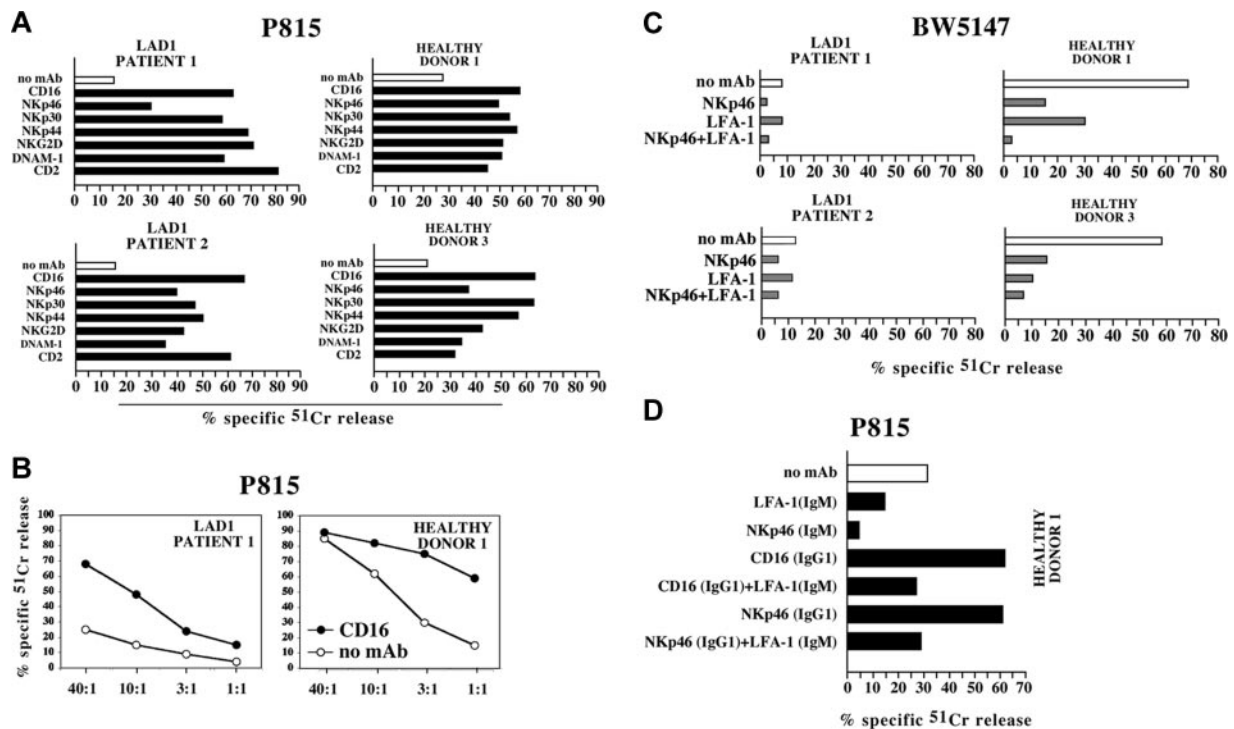 A
P815
LAD1
PATIENT 1
no mAb
CD16
NKp46
NKp30
NKp44
NKG2D
DNAM-1
CD2
0 10 20 30 40 50 60 70 80 90
HEALTHY
DONOR 1
no mAb
CD16
NKp46
NKp30
NKp44
NKG2D
DNAM-1
CD2
0 10 20 30 40 50 60 70 80 90
LAD1
PATIENT 2
no mAb
CD16
NKp46
NKp30
NKp44
NKG2D
DNAM-1
CD2
0 10 20 30 40 50 60 70 80 90
HEALTHY
DONOR 3
no mAb
CD16
NKp46
NKp30
NKp44
NKG2D
DNAM-1
CD2
0 10 20 30 40 50 60 70 80 90
% specific 51Cr release
B
P815
% specific 51Cr release
100
90
80
70
60
50
40
30
20
10
0
LAD1
PATIENT 1
40:1 10:1 3:1 1:1
100
90
80
70
60
50
40
30
20
10
0
HEALTHY
DONOR 1
CD16
no mAb
40:1 10:1 3:1 1:1
C
BW5147
LAD1
PATIENT 1
no mAb
NKp46
LFA-1
NKp46+LFA-1
0 10 20 30 40 50 60 70 80
HEALTHY
DONOR 1
0 10 20 30 40 50 60 70 80
LAD1
PATIENT 2
no mAb
NKp46
LFA-1
NKp46+LFA-1
0 10 20 30 40 50 60 70 80
HEALTHY
DONOR 3
0 10 20 30 40 50 60 70 80
% specific 51Cr release
D
P815
no mAb
LFA-1(IgM)
NKp46 (IgM)
CD16 (IgG1)
CD16 (IgG1)+LFA-1(IgM)
NKp46 (IgG1)
NKp46 (IgG1)+LFA-1 (IgM)
0 10 20 30 40 50 60 70
% specific 51Cr release
HEALTHY
DONOR 1